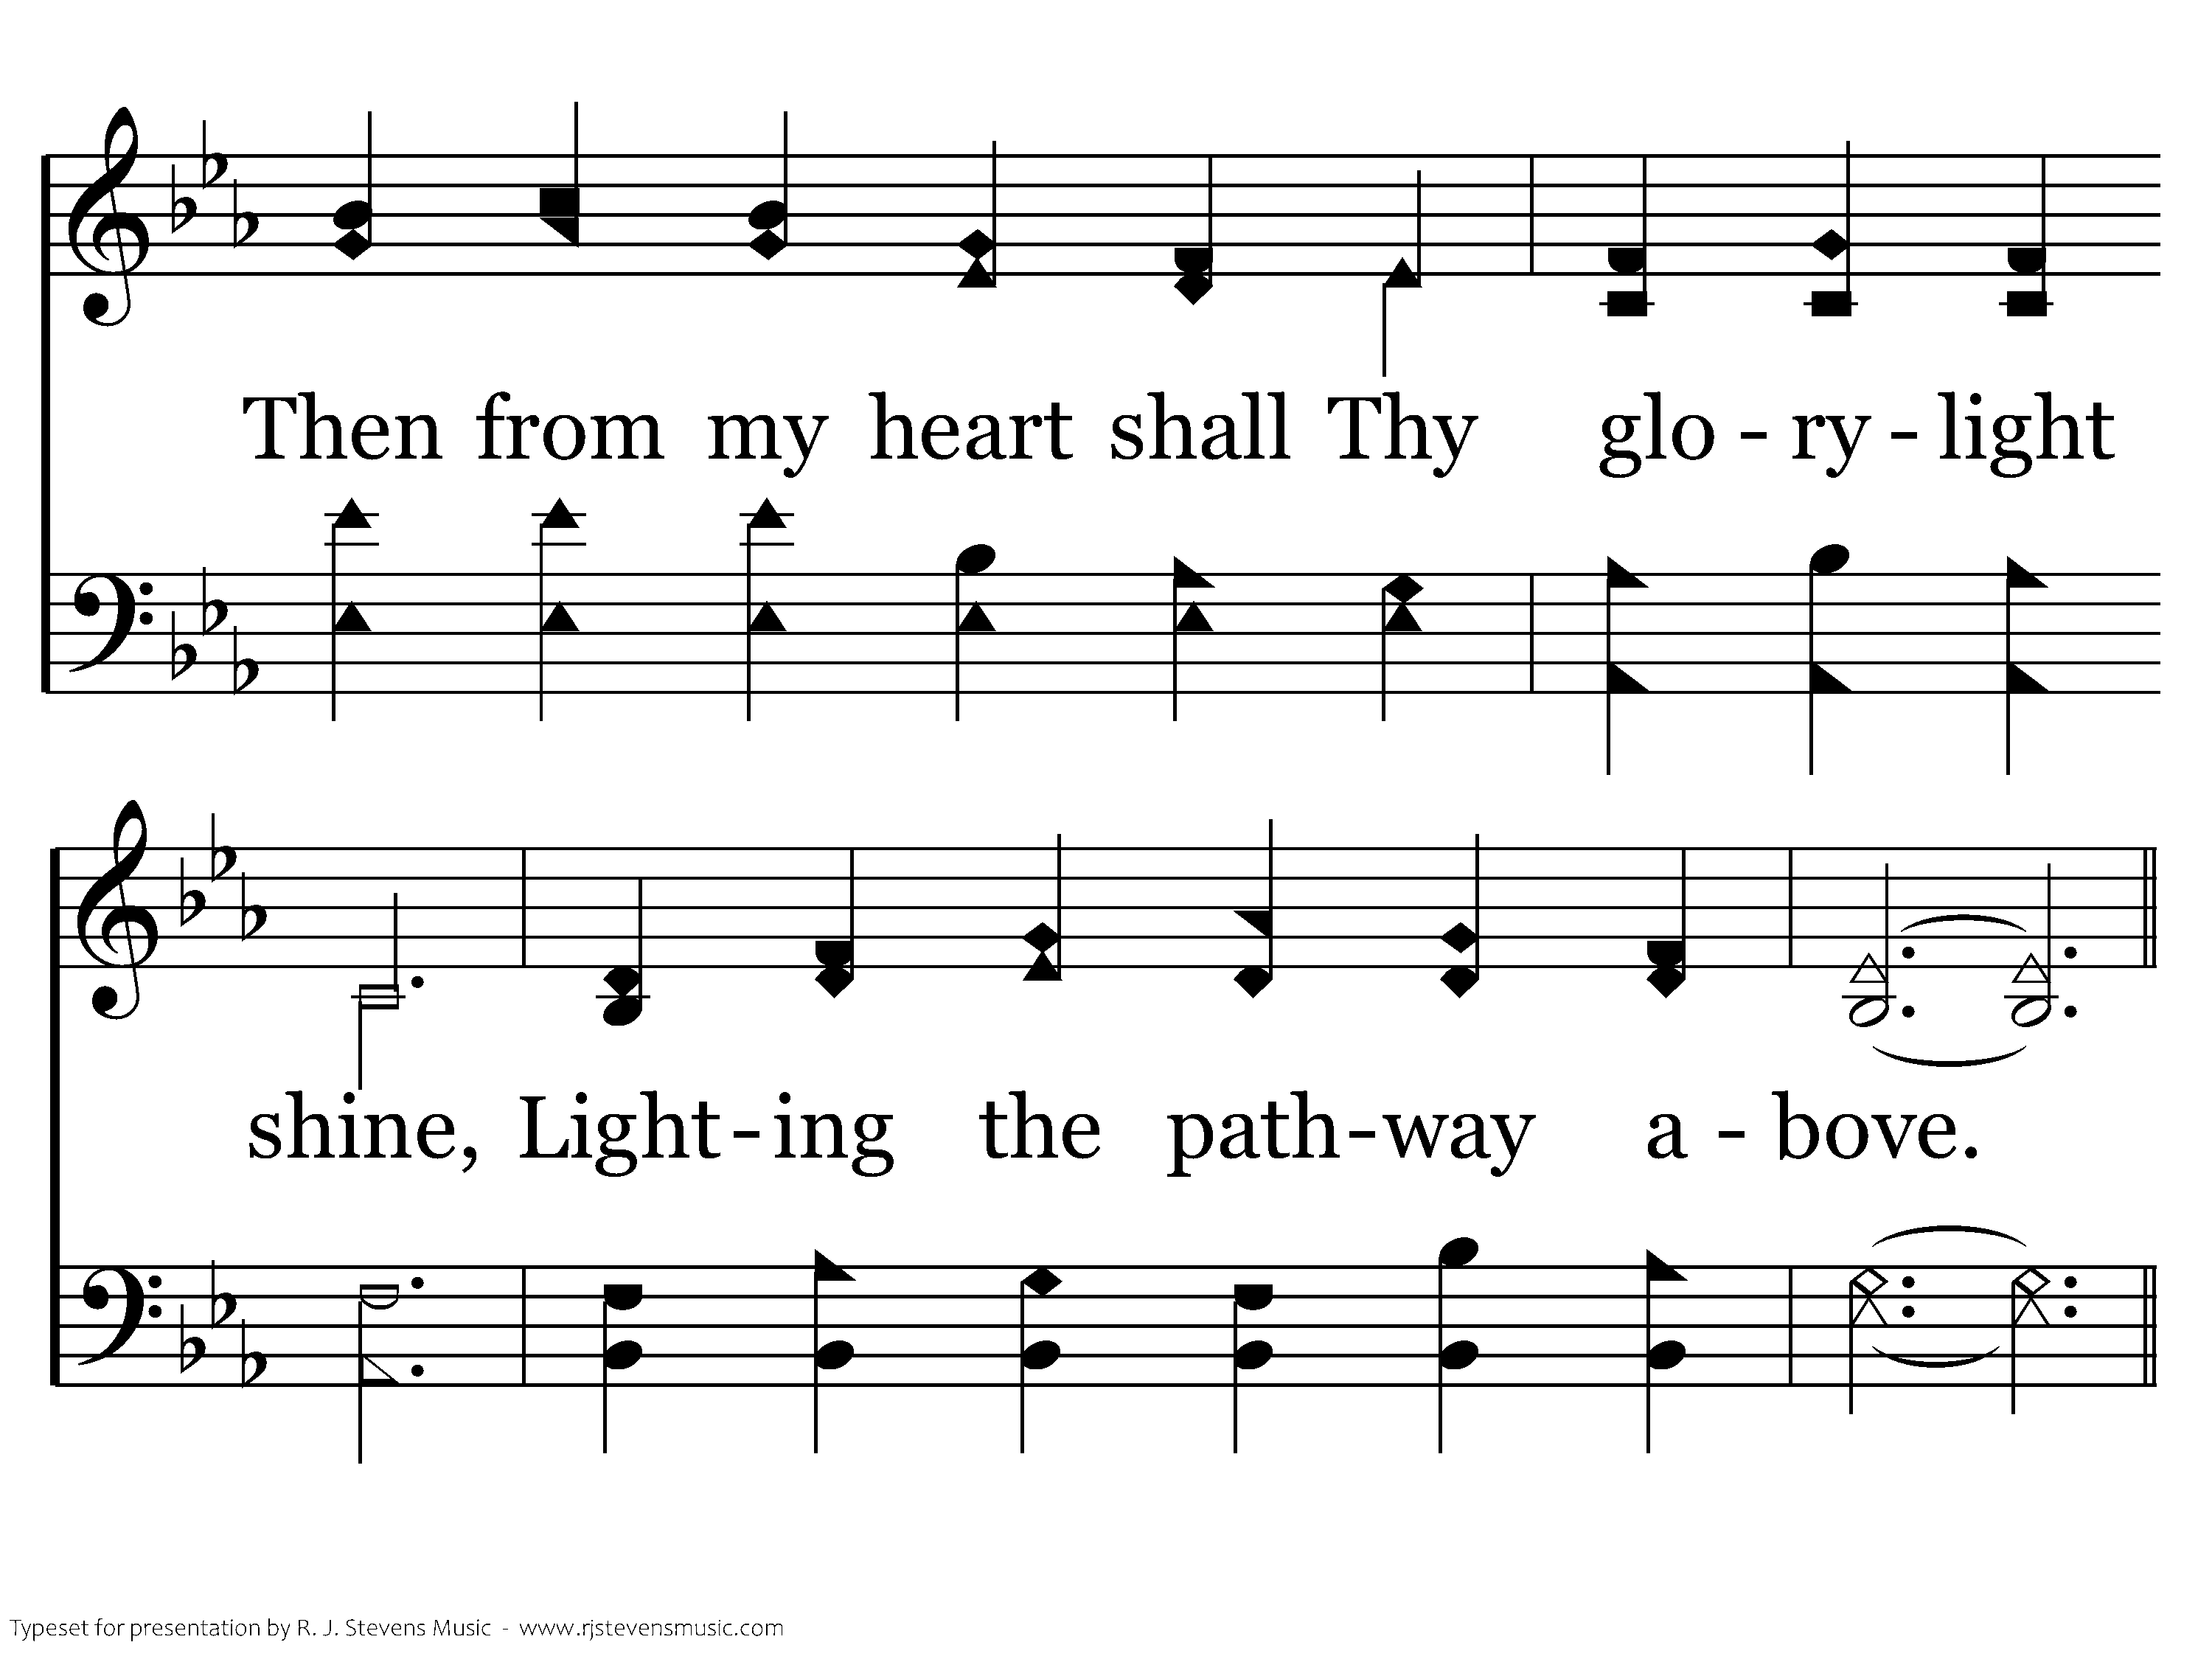 Then from my heart shall Thy glo - ry - light
shine, Light - ing the path - way a - bove.
Typeset for presentation by R. J. Stevens Music - www.rjstevensmusic.com